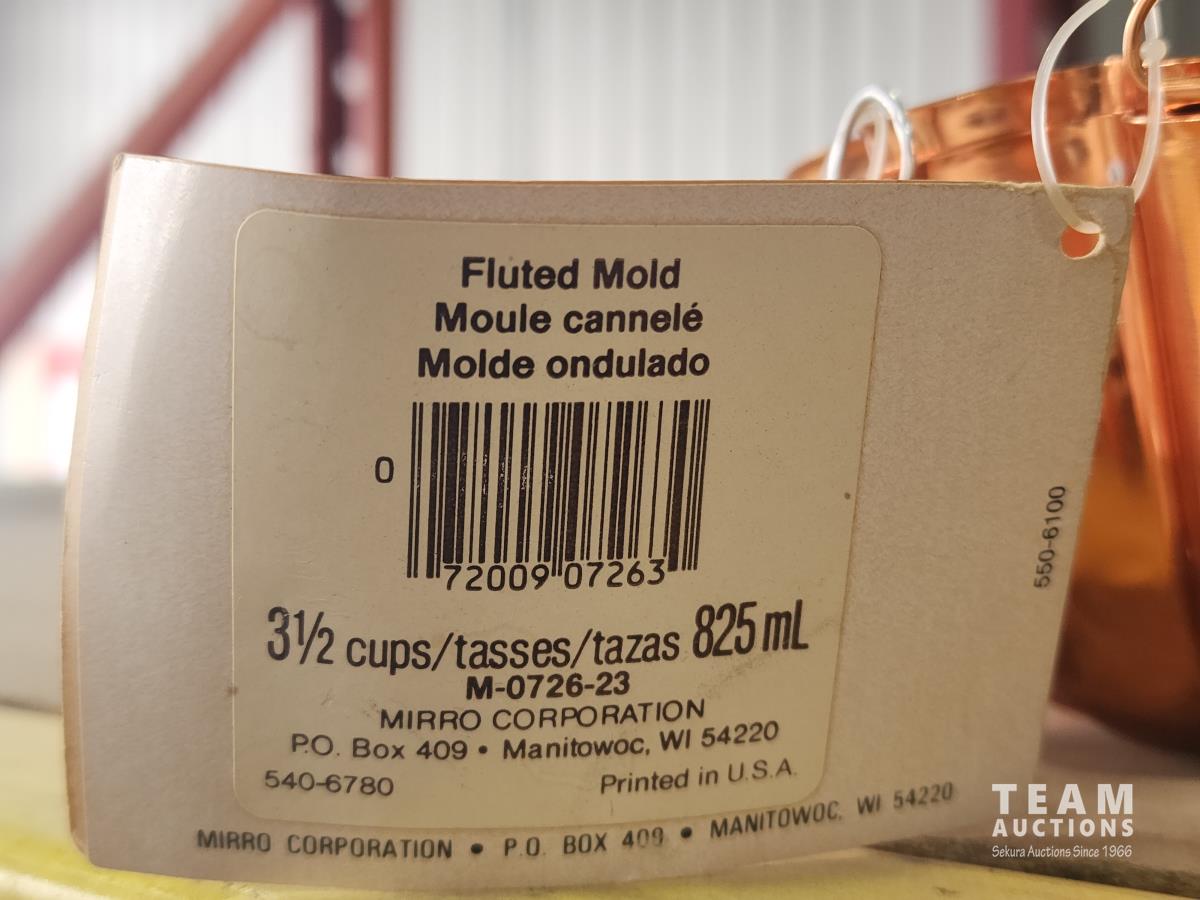 Fluted Mold
Moule cannelé
Molde ondulado
0
72009 07263
3½ cups/tasses/tazas 825 mL
M-0726-23
MIRRO CORPORATION
P.O. Box 409 • Manitowoc, WI 54220
540-6780 Printed in U.S.A.
MIRRO CORPORATION • P.O. BOX 409 • MANITOWOC, WI 54220
550-6100
TEAM
AUCTIONS
Sekura Auctions Since 1966